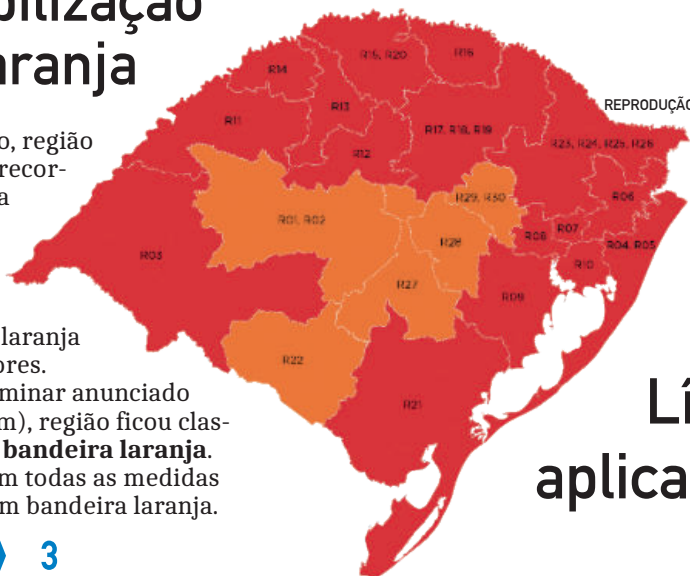 bilização
aranja
o, região
recor-
a
laranja
ores.
minar anunciado
m), região ficou clas-
bandeira laranja.
m todas as medidas
m bandeira laranja.
3
REPRODUÇÃO
R14
R15, R20
R16
R11
R13
R17, R18, R19
R12
R23, R24, R25, R26
R29, R30
R06
R01, R02
R28
R08
R07
R04, R05
R03
R10
R27
R09
R22
R21
Lí
aplica